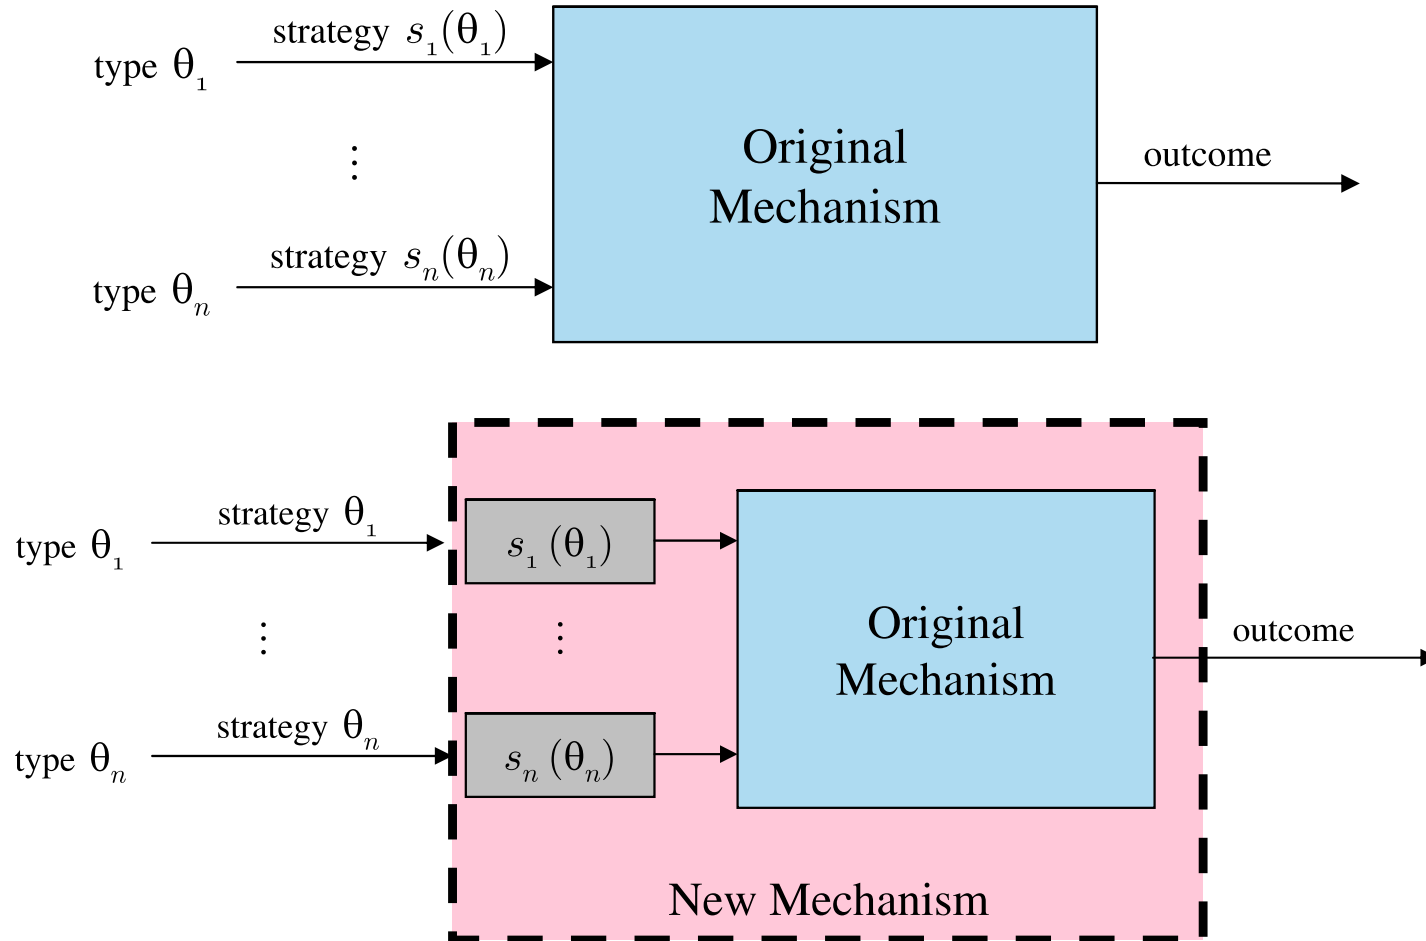 strategy s₁(θ₁)
type θ₁
⋮
Original
Mechanism
outcome
strategy sₙ(θₙ)
type θₙ
strategy θ₁
type θ₁
s₁ (θ₁)
⋮
⋮
Original
Mechanism
outcome
strategy θₙ
type θₙ
sₙ (θₙ)
New Mechanism